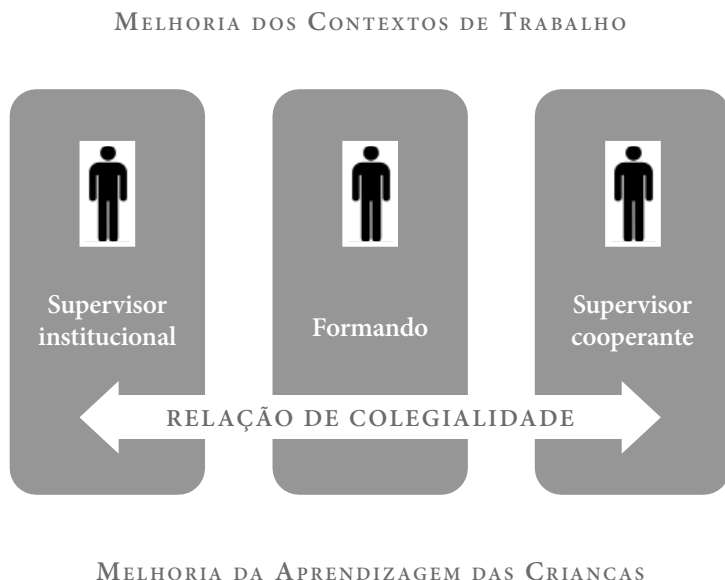 MELHORIA DOS CONTEXTOS DE TRABALHO
Supervisor
institucional
Formando
Supervisor
cooperante
RELAÇÃO DE COLEGIALIDADE
MELHORIA DA APRENDIZAGEM DAS CRIANCAS